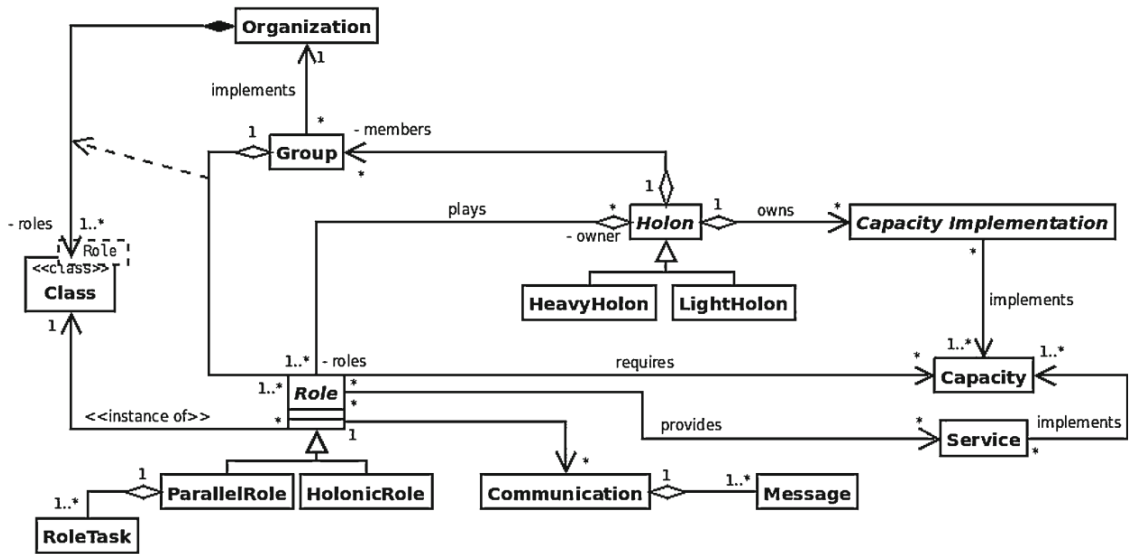 Organization
1
implements
*
1
- members
Group
*
1
plays
*
Holon
1
owns
*
Capacity Implementation
- owner
*
- roles
1..*
Role
<<class>>
Class
1
HeavyHolon
LightHolon
implements
1..*
- roles
requires
*
1..*
1..*
Capacity
1..*
Role
*
*
<<instance of>>
*
1
provides
*
Service
*
implements
*
1
ParallelRole
HolonicRole
Communication
1
1..*
Message
1..*
RoleTask